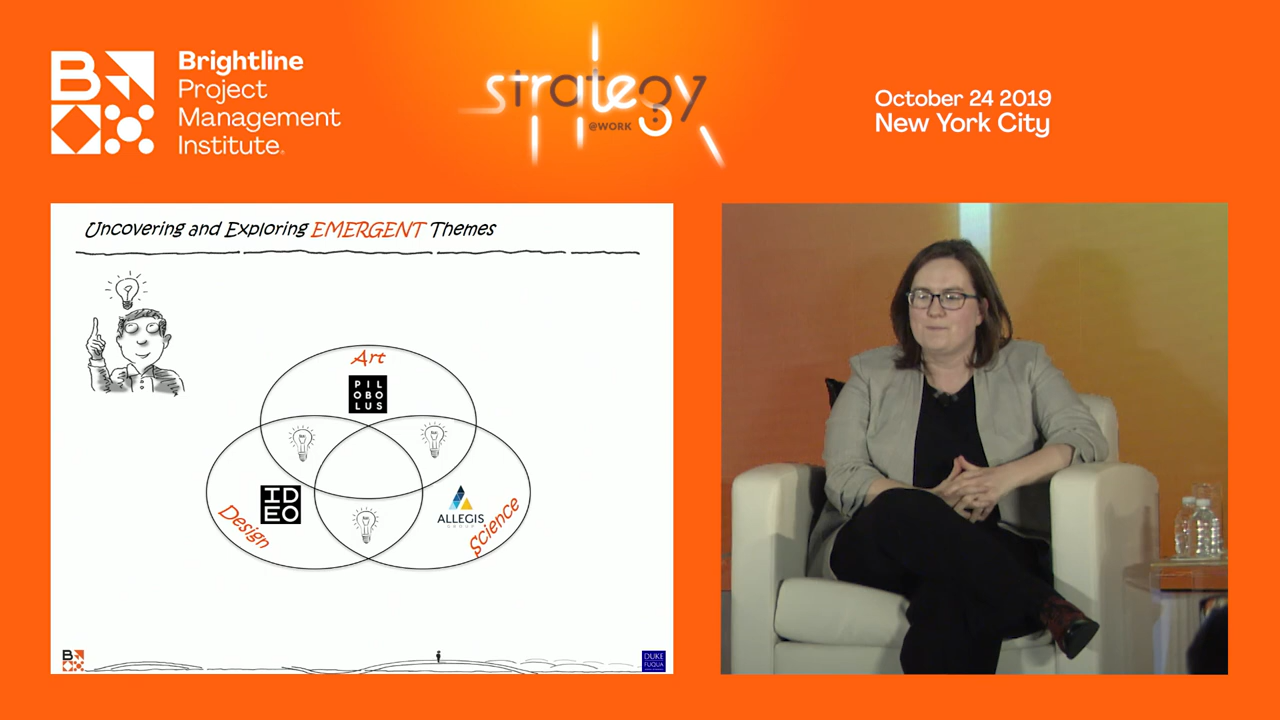 Brightline
Project
Management
Institute.
strategy
@WORK
October 24 2019
New York City
Uncovering and Exploring EMERGENT Themes
Art
PIL
OBO
LUS
ID
EO
Design
ALLEGIS
GROUP
Science
B
DUKE
FUQUA